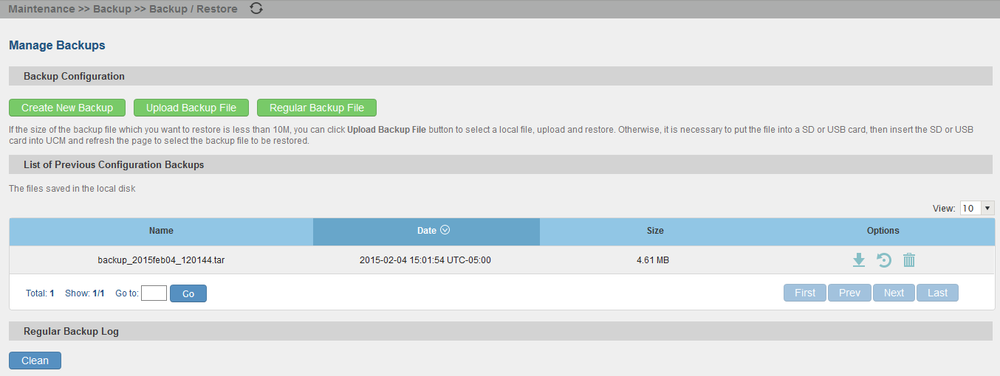 Maintenance >> Backup >> Backup / Restore
Manage Backups
Backup Configuration
Create New Backup Upload Backup File Regular Backup File
If the size of the backup file which you want to restore is less than 10M, you can click Upload Backup File button to select a local file, upload and restore. Otherwise, it is necessary to put the file into a SD or USB card, then insert the SD or USB
card into UCM and refresh the page to select the backup file to be restored.
List of Previous Configuration Backups
The files saved in the local disk
View: 10
Name Date Size Options
backup_2015feb04_120144.tar 2015-02-04 15:01:54 UTC-05:00 4.61 MB
Total: 1 Show: 1/1 Go to: Go First Prev Next Last
Regular Backup Log
Clean